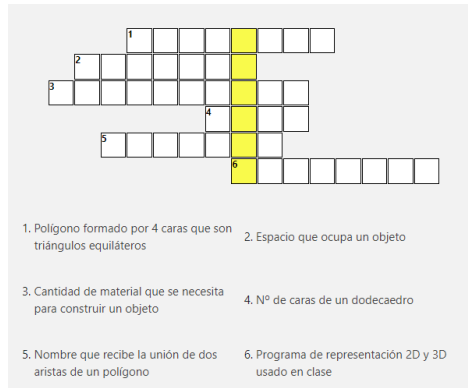 1
2
3
4
5
6
1. Polígono formado por 4 caras que son
triángulos equiláteros
2. Espacio que ocupa un objeto
3. Cantidad de material que se necesita
para construir un objeto
4. Nº de caras de un dodecaedro
5. Nombre que recibe la unión de dos
aristas de un polígono
6. Programa de representación 2D y 3D
usado en clase